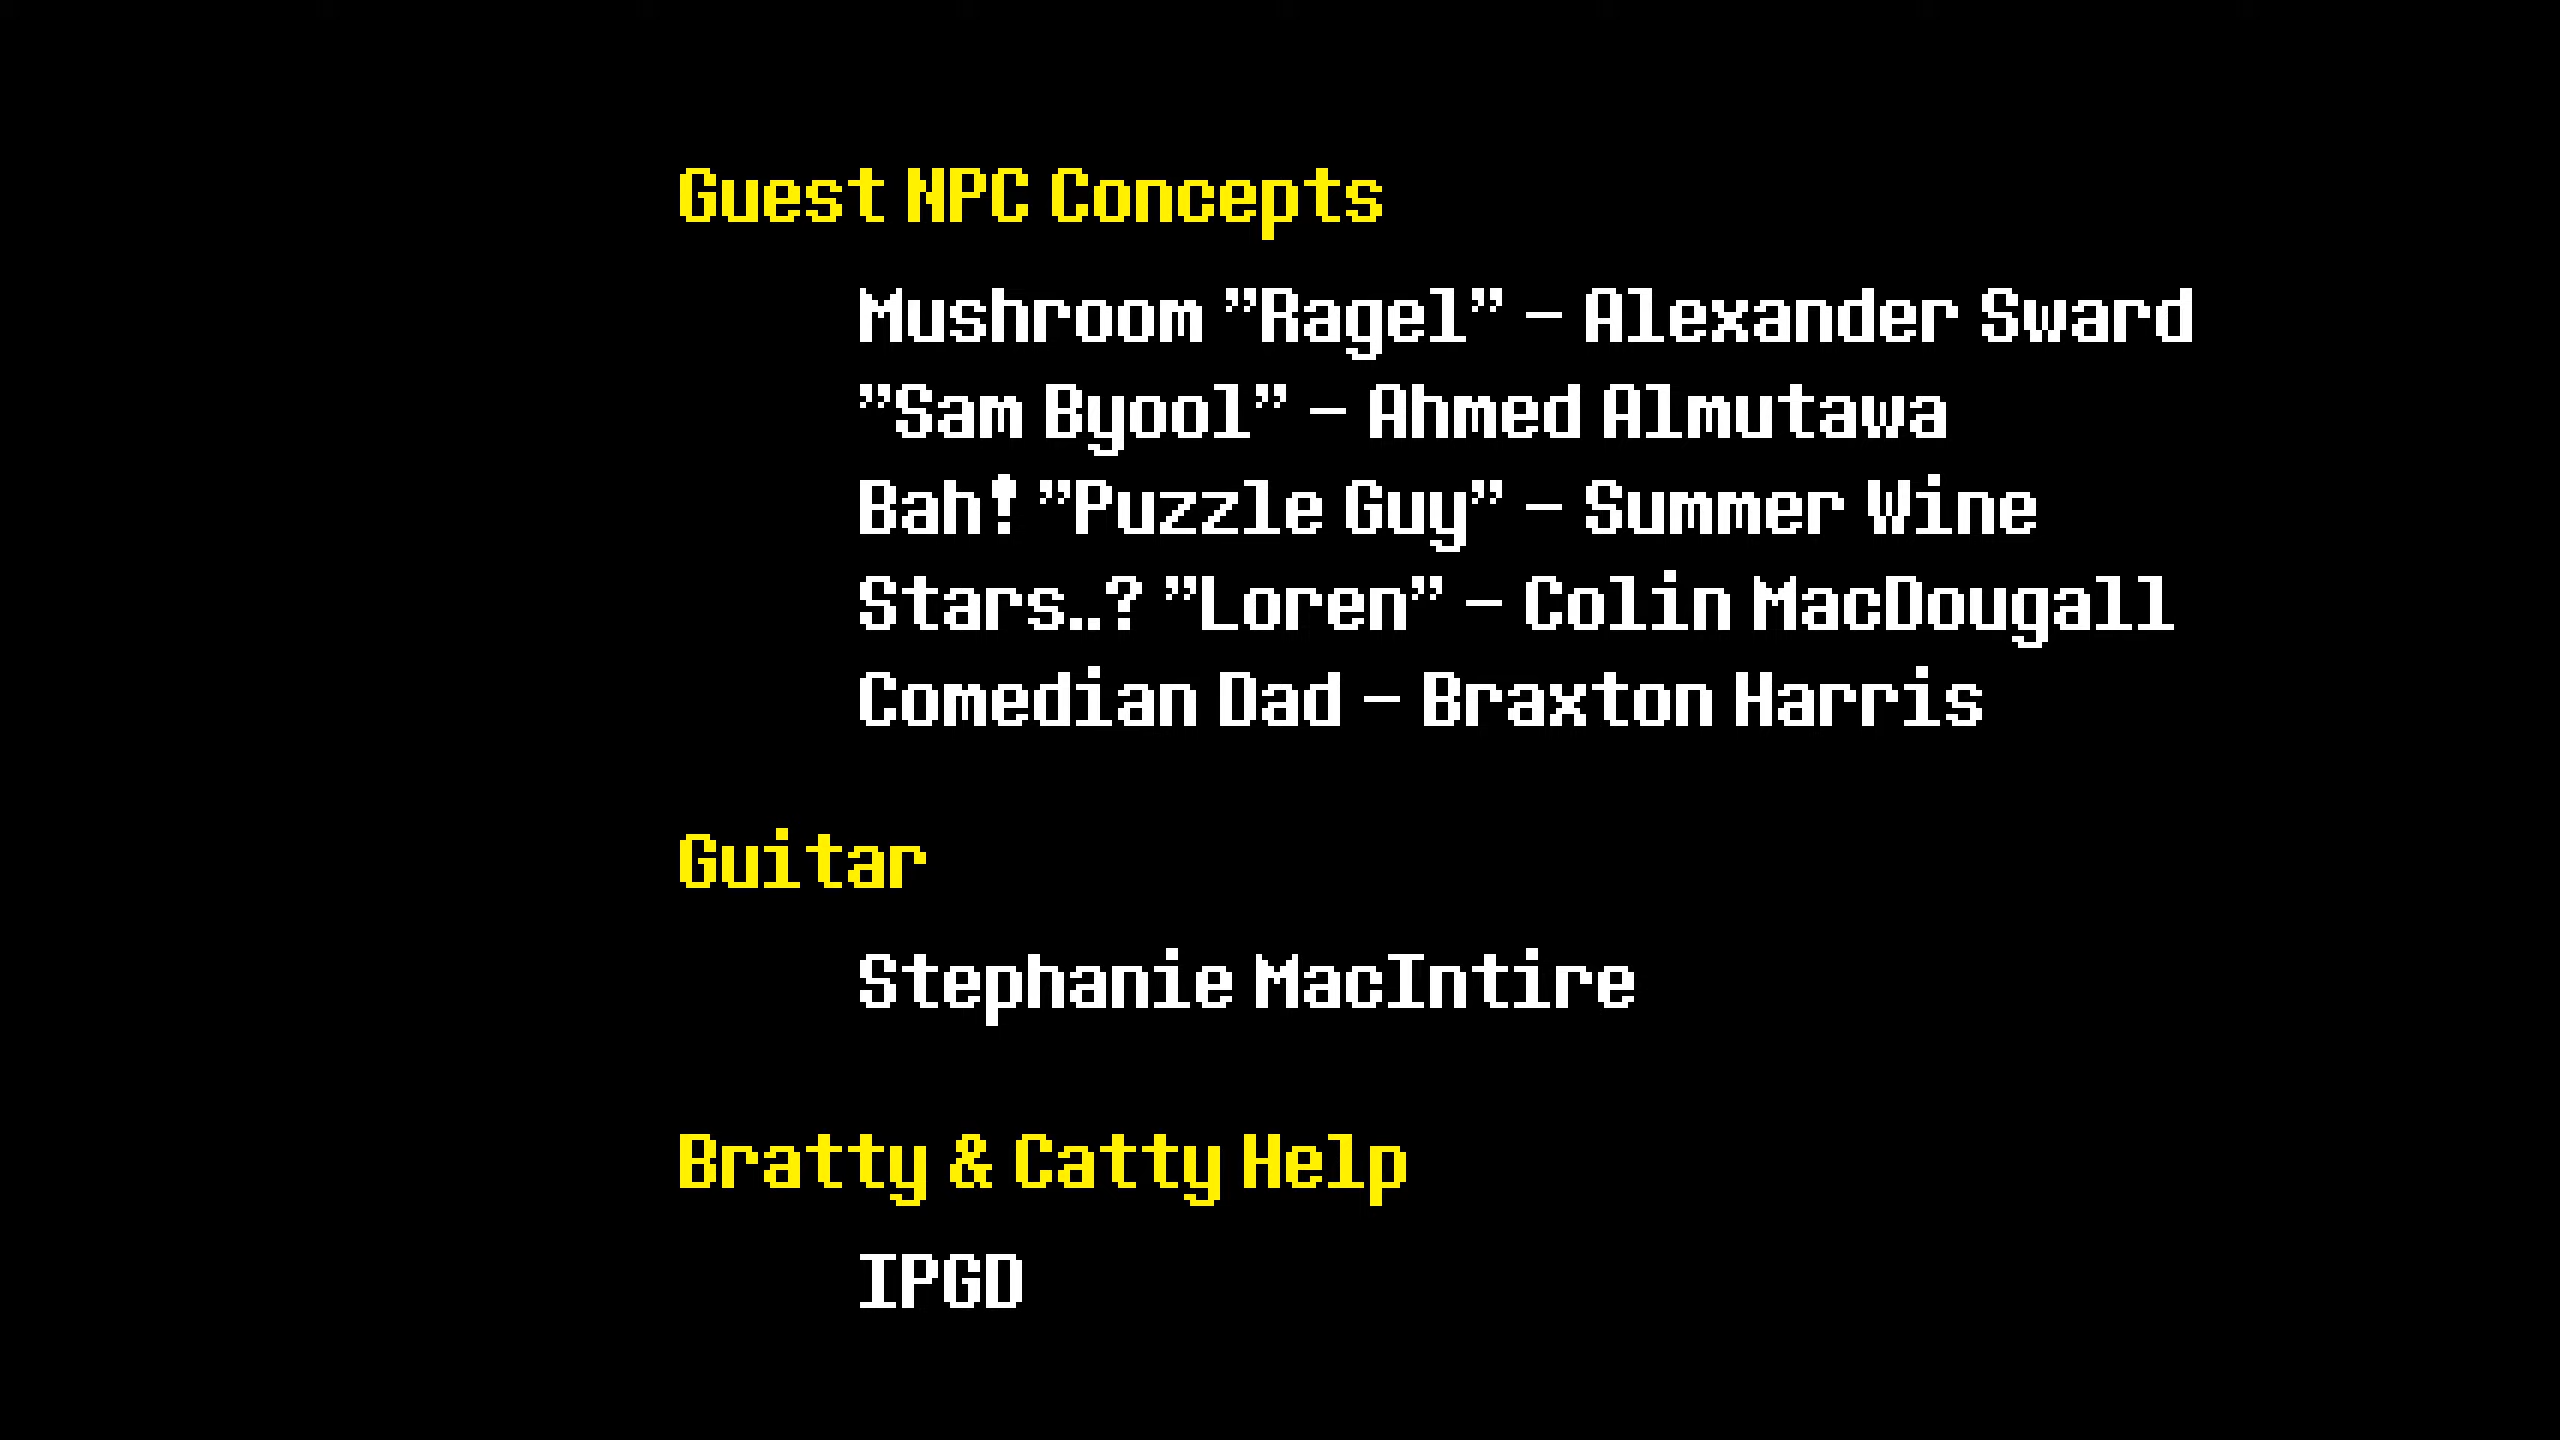 Guest NPC Concepts
Mushroom "Ragel" - Alexander Sward
"Sam Byool" - Ahmed Almutawa
Bah! "Puzzle Guy" - Summer Wine
Stars..? "Loren" - Colin MacDougall
Comedian Dad - Braxton Harris
Guitar
Stephanie MacIntire
Bratty & Catty Help
IPGD